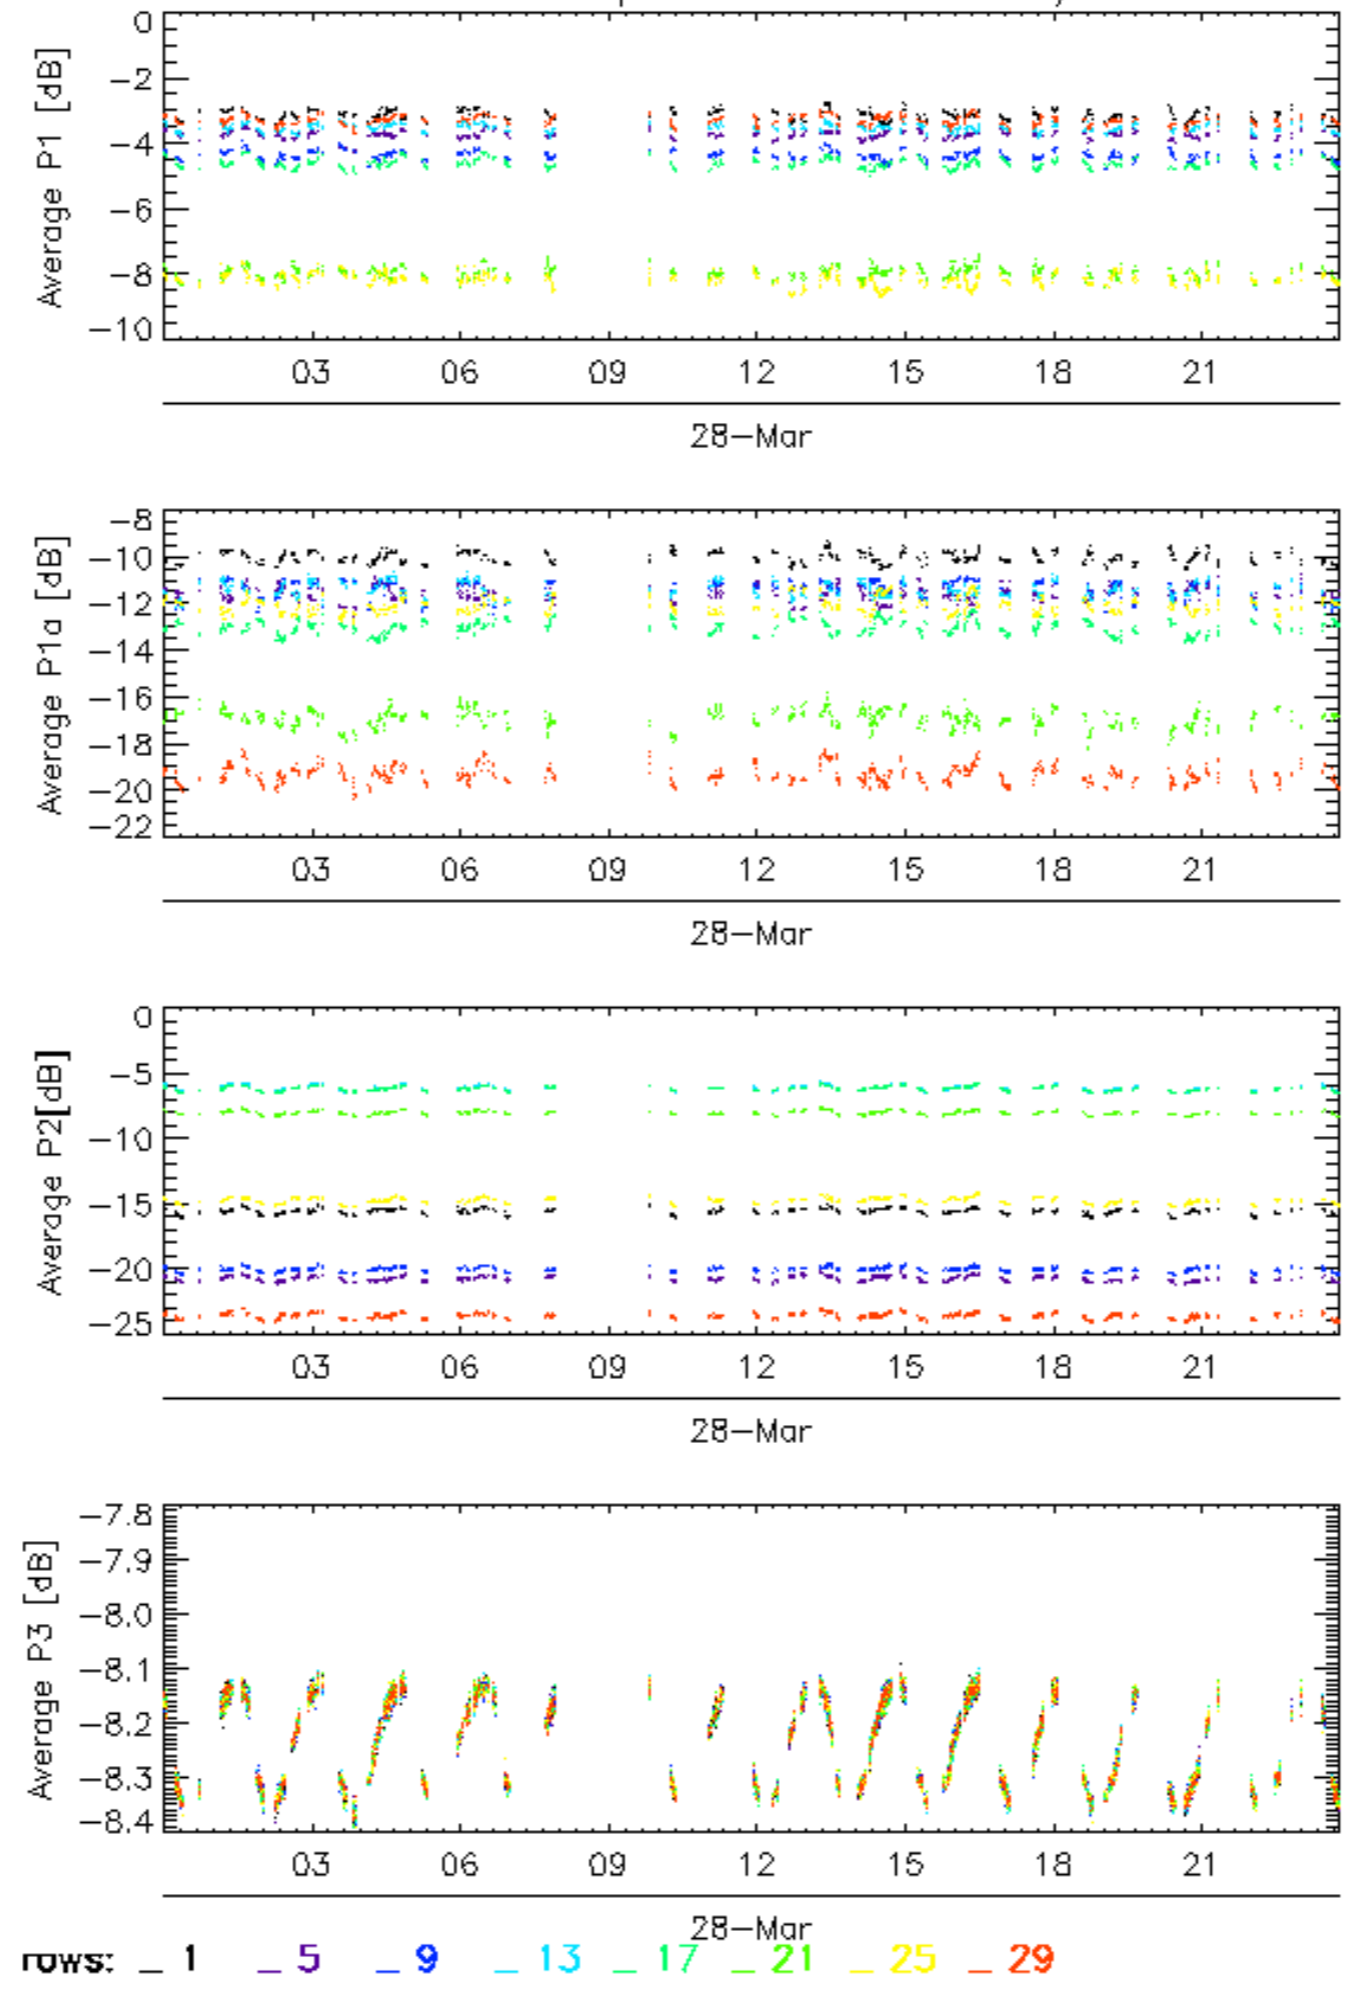 0
−2
−4
−6
−8
−10
Average P1 [dB]
03 06 09 12 15 18 21
28−Mar
−8
−10
−12
−14
−16
−18
−20
−22
Average P1a [dB]
03 06 09 12 15 18 21
28−Mar
0
−5
−10
−15
−20
−25
Average P2[dB]
03 06 09 12 15 18 21
28−Mar
−7.8
−7.9
−8.0
−8.1
−8.2
−8.3
−8.4
Average P3 [dB]
03 06 09 12 15 18 21
28−Mar
rows: _ 1 _ 5 _ 9 _ 13 _ 17 _ 21 _ 25 _ 29